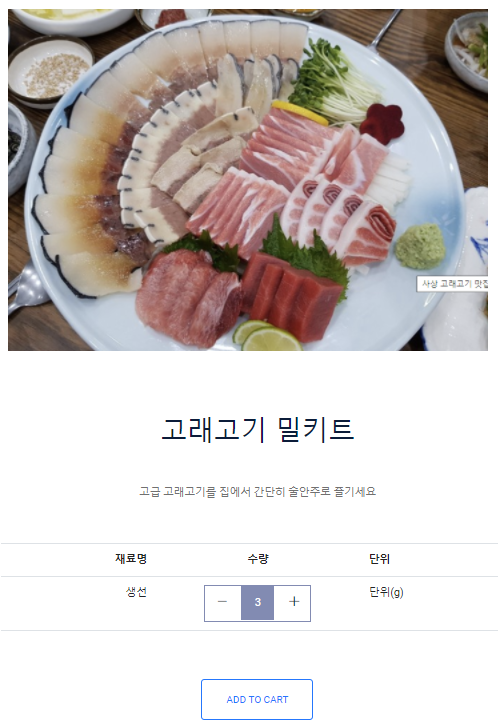 사상 고래고기 맛집
고래고기 밀키트
고급 고래고기를 집에서 간단히 술안주로 즐기세요
재료명 수량 단위
생선 − 3 + 단위(g)
ADD TO CART